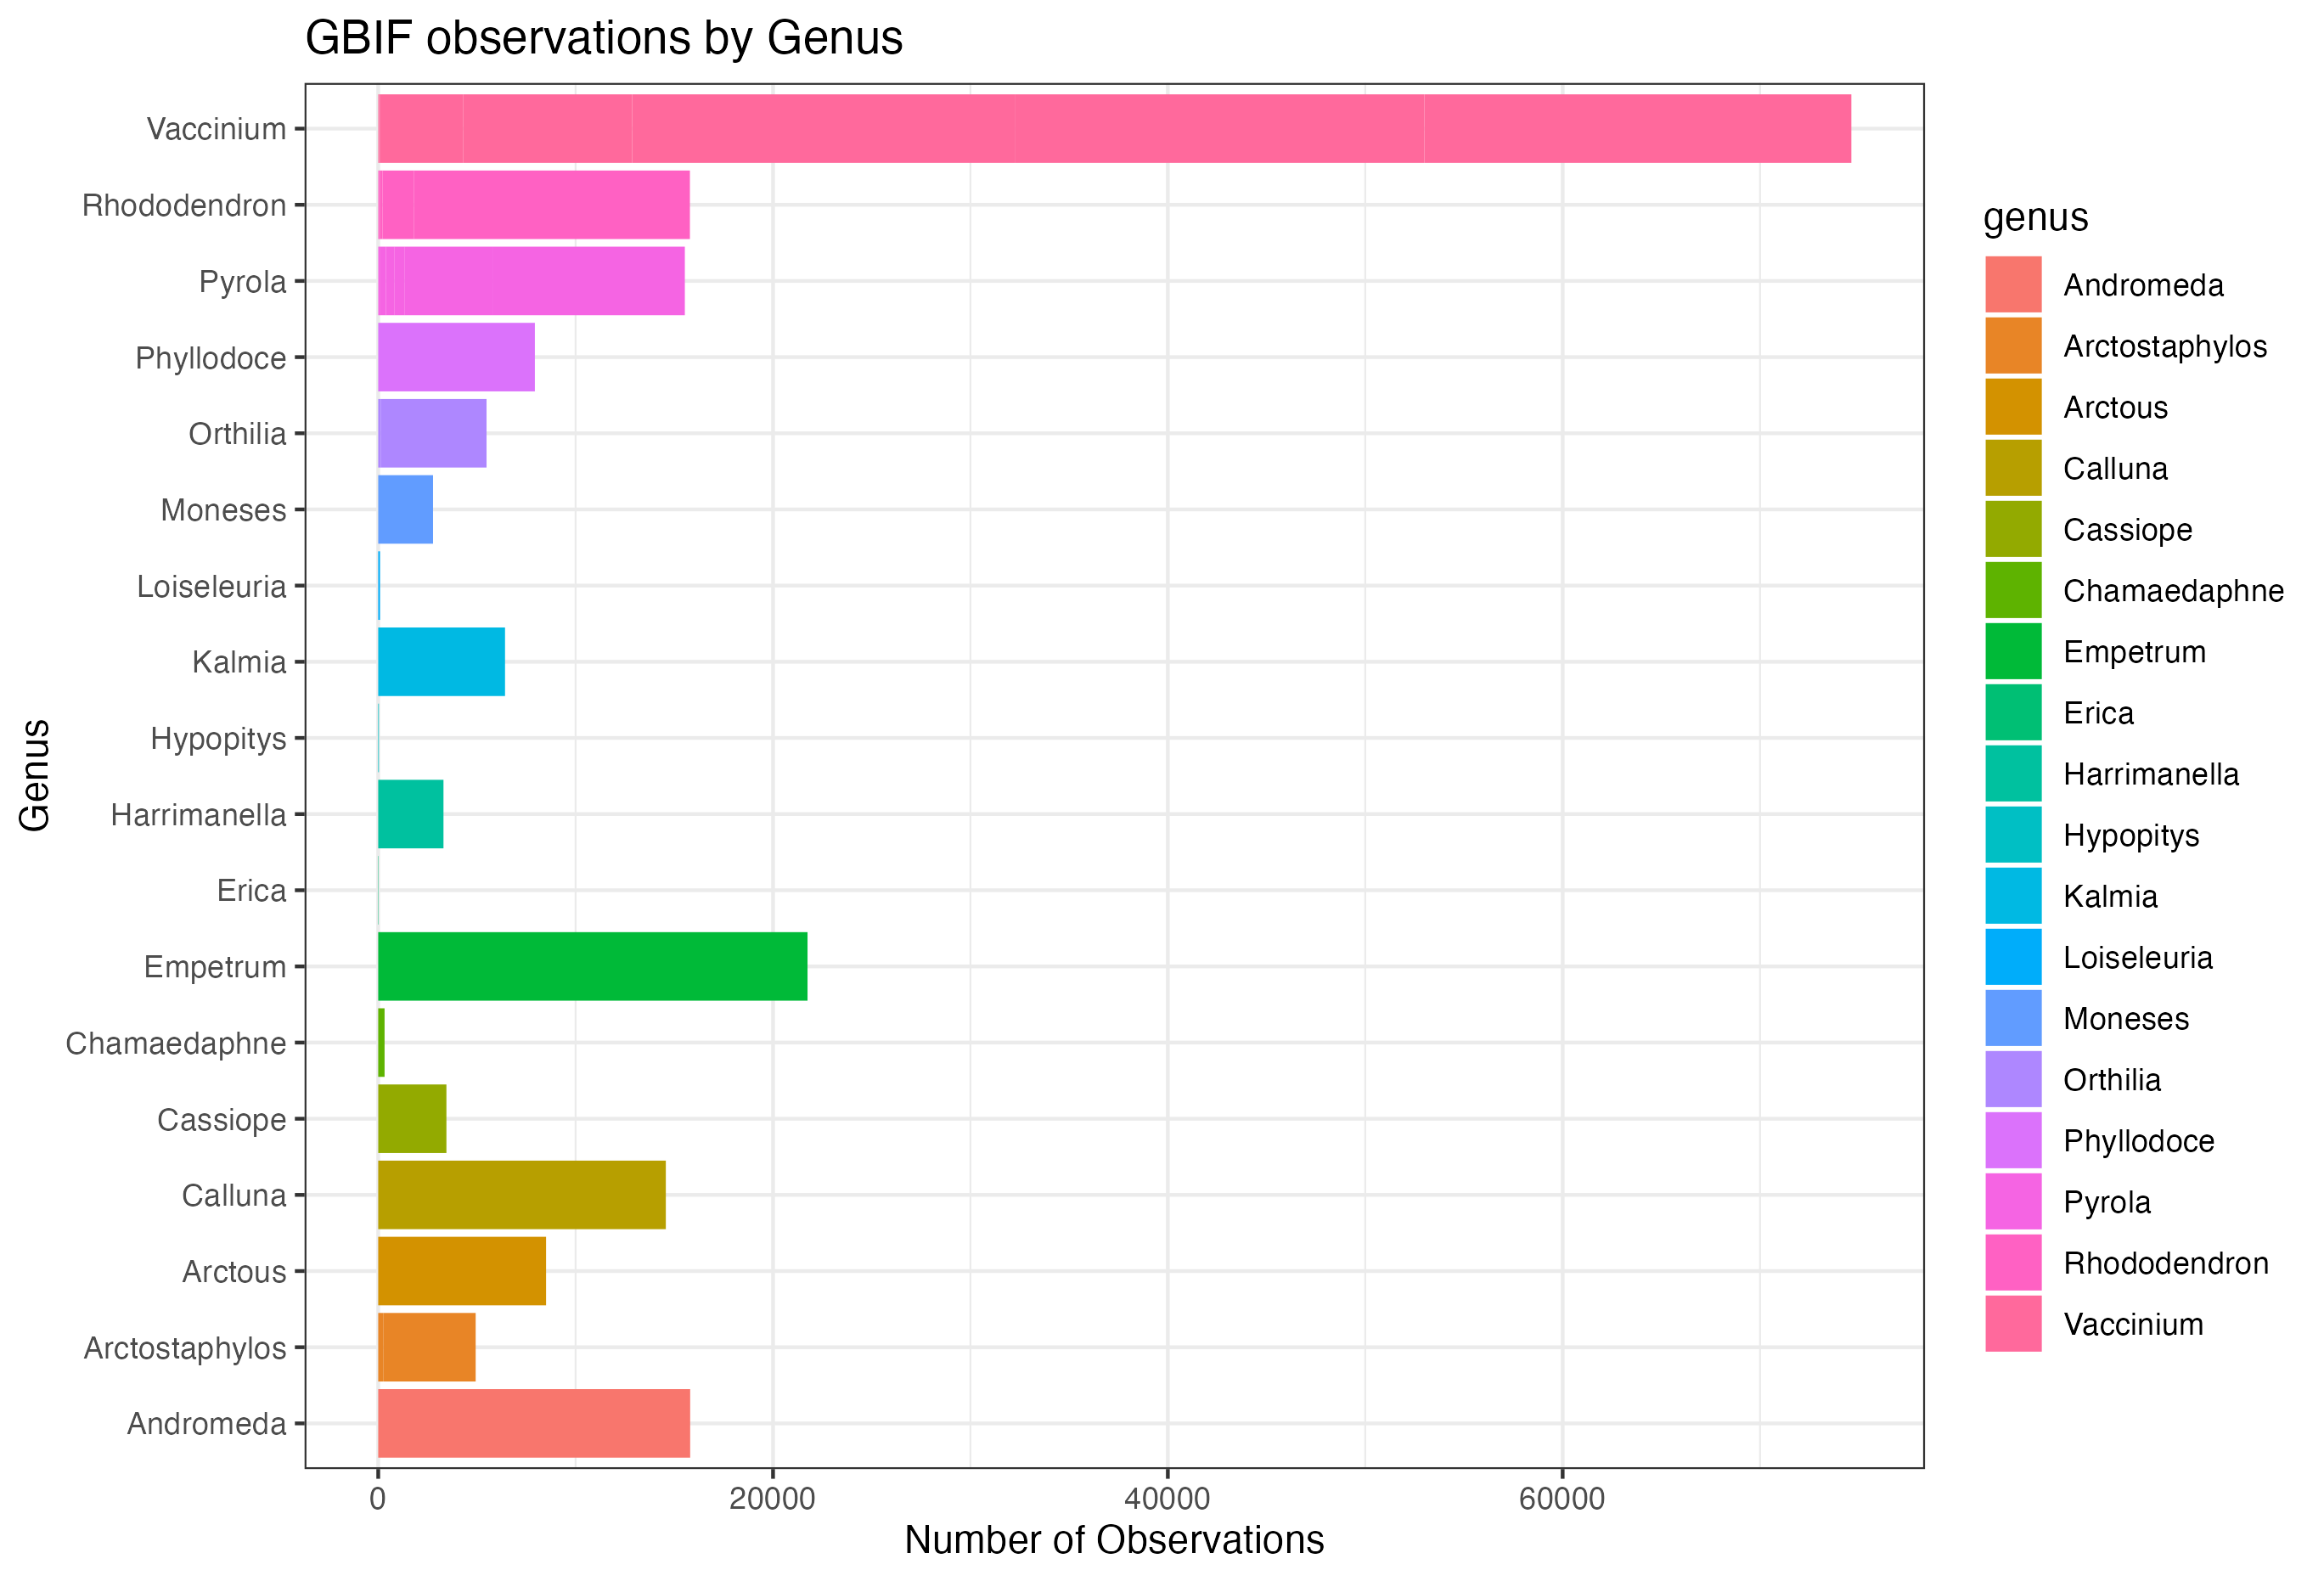 GBIF observations by Genus
Vaccinium
Rhododendron
Pyrola
Phyllodoce
Orthilia
Moneses
Loiseleuria
Kalmia
Hypopitys
Harrimanella
Erica
Empetrum
Chamaedaphne
Cassiope
Calluna
Arctous
Arctostaphylos
Andromeda
Genus
0 20000 40000 60000
Number of Observations
genus
Andromeda
Arctostaphylos
Arctous
Calluna
Cassiope
Chamaedaphne
Empetrum
Erica
Harrimanella
Hypopitys
Kalmia
Loiseleuria
Moneses
Orthilia
Phyllodoce
Pyrola
Rhododendron
Vaccinium